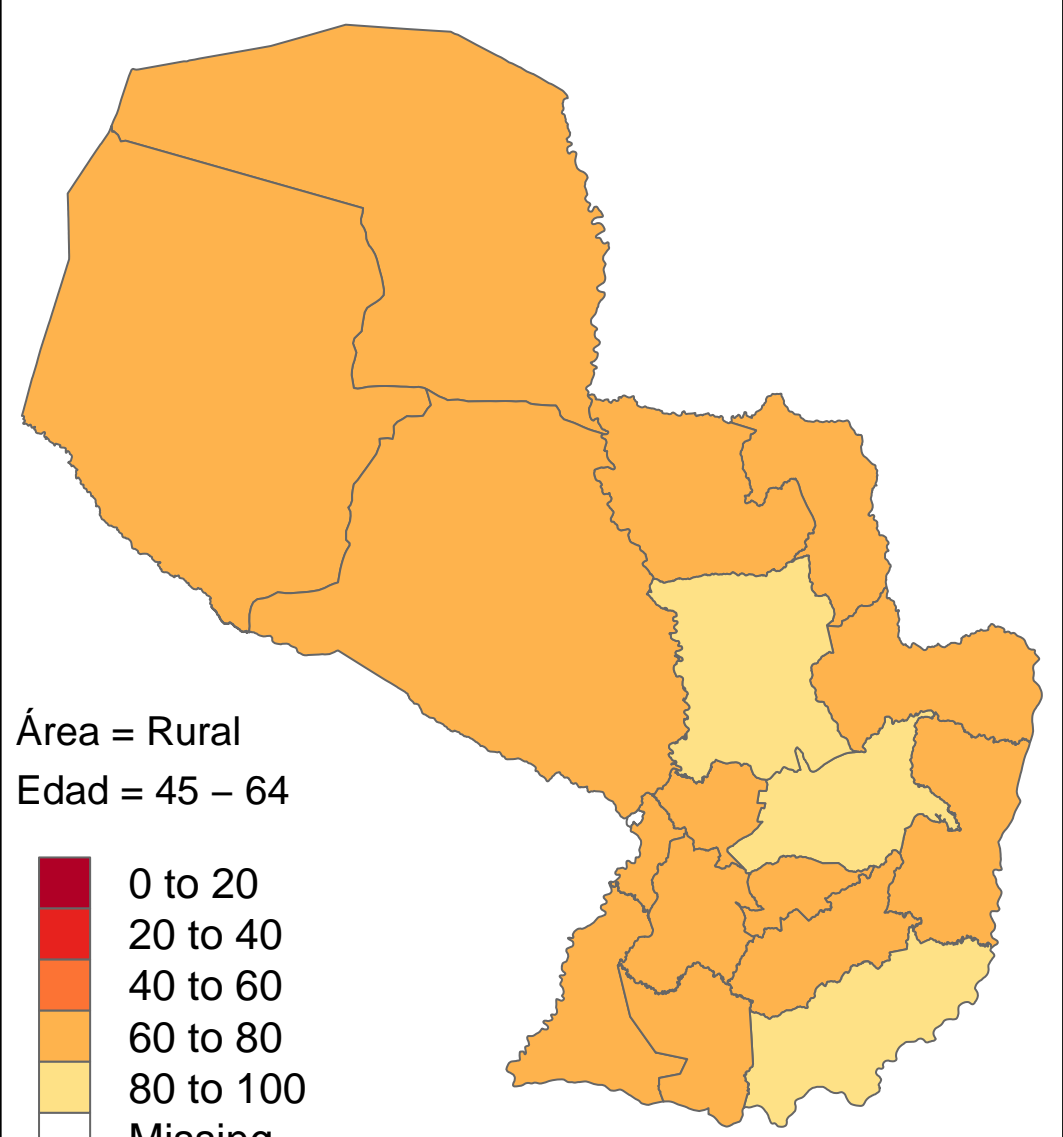 Área = Rural
Edad = 45 – 64
0 to 20
20 to 40
40 to 60
60 to 80
80 to 100
Missing